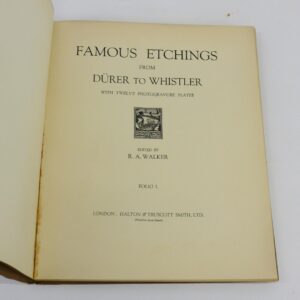 FAMOUS ETCHINGS
FROM
DÜRER TO WHISTLER
WITH TWELVE PHOTOGRAVURE PLATES
EDITED BY
R. A. WALKER
FOLIO I.
LONDON: HALTON & TRUSCOTT SMITH, LTD.